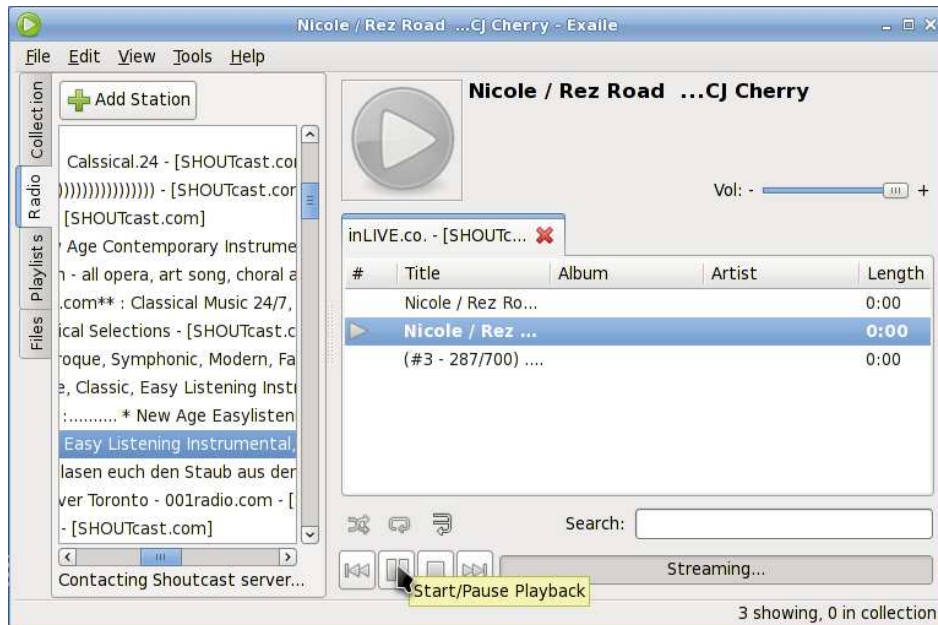 Nicole / Rez Road ...CJ Cherry - Exaile
File Edit View Tools Help
Collection
Radio
Playlists
Files
Add Station
Calssical.24 - [SHOUTcast.co
)))))))))))))))) - [SHOUTcast.cor
[SHOUTcast.com]
Age Contemporary Instrume
- all opera, art song, choral a
.com** : Classical Music 24/7,
ical Selections - [SHOUTcast.c
roque, Symphonic, Modern, Fa
e, Classic, Easy Listening Inst
:.......... * New Age Easylisten
Easy Listening Instrumental,
lasen euch den Staub aus der
ver Toronto - 001radio.com - [
- [SHOUTcast.com]
Contacting Shoutcast server...
Nicole / Rez Road ...CJ Cherry
Vol: - +
inLIVE.co. - [SHOUTc...
# Title Album Artist Length
Nicole / Rez Ro... 0:00
Nicole / Rez ... 0:00
(#3 - 287/700) .... 0:00
Search:
Streaming...
Start/Pause Playback
3 showing, 0 in collection